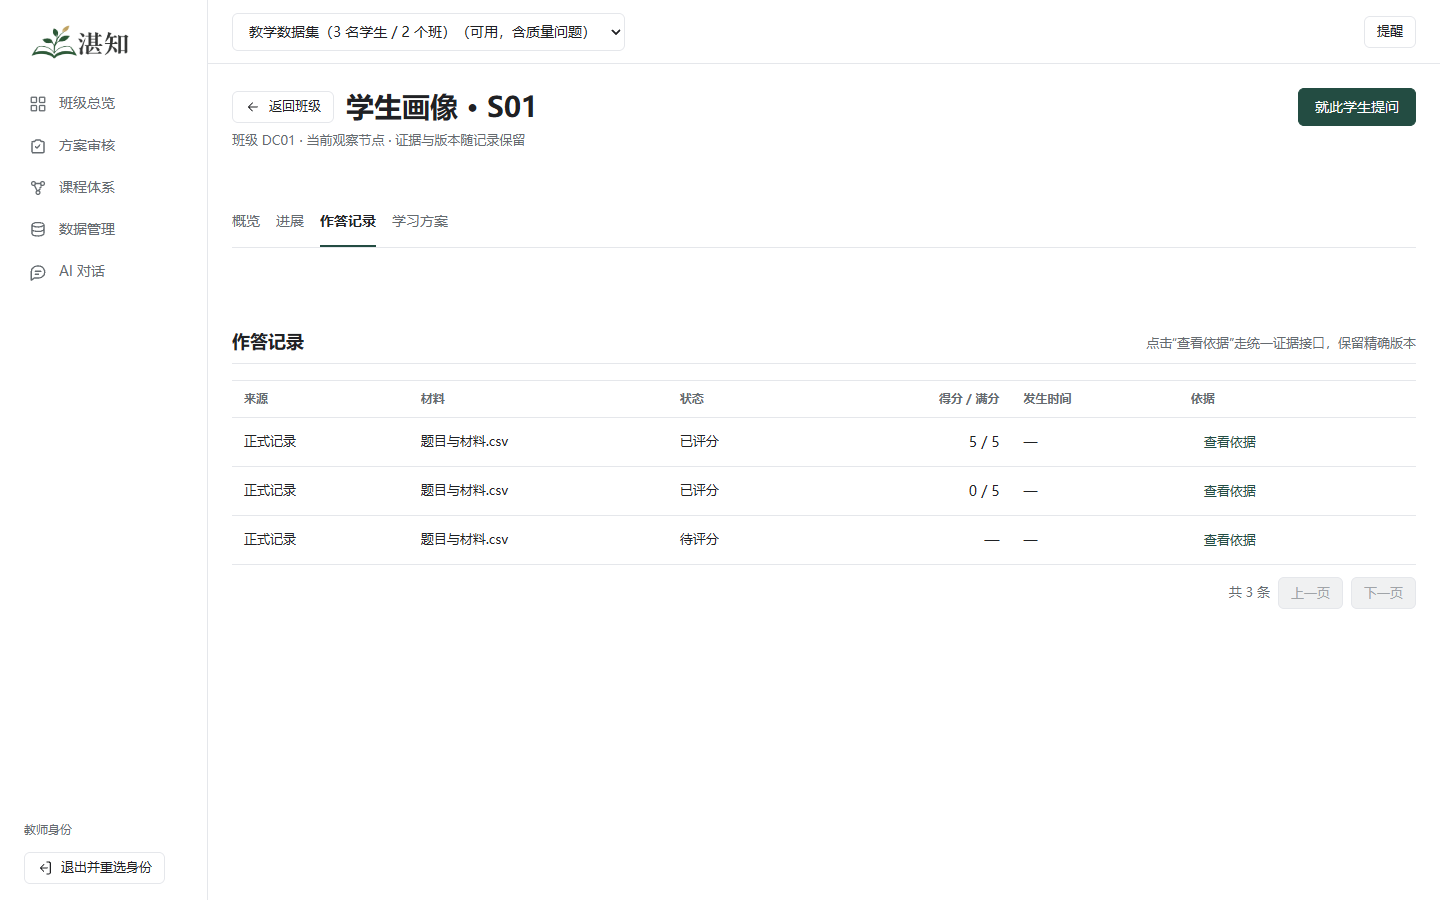 湛知
班级总览
方案审核
课程体系
数据管理
AI 对话
教师身份
退出并重选身份
教学数据集（3 名学生 / 2 个班）（可用，含质量问题）
提醒
返回班级
学生画像 • S01
就此学生提问
班级 DC01 · 当前观察节点 · 证据与版本随记录保留
概览 进展 作答记录 学习方案
作答记录
点击“查看依据”走统一证据接口，保留精确版本
来源 材料 状态 得分 / 满分 发生时间 依据
正式记录 题目与材料.csv 已评分 5 / 5 — 查看依据
正式记录 题目与材料.csv 已评分 0 / 5 — 查看依据
正式记录 题目与材料.csv 待评分 — — 查看依据
共 3 条 上一页 下一页